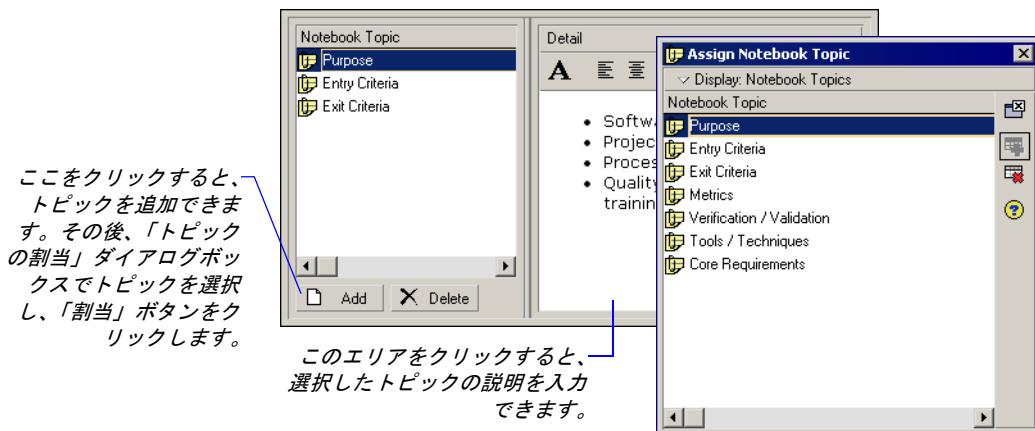 Notebook Topic
Purpose
Entry Criteria
Exit Criteria
Add
Delete
Detail
A
• Softw
• Projec
• Proces
• Quality
training
Assign Notebook Topic
Display: Notebook Topics
Notebook Topic
Purpose
Entry Criteria
Exit Criteria
Metrics
Verification / Validation
Tools / Techniques
Core Requirements
ここをクリックすると、
トピックを追加できま
す。その後、「トピック
の割当」ダイアログボッ
クスでトピックを選択
し、「割当」ボタンをク
リックします。
このエリアをクリックすると、
選択したトピックの説明を入力
できます。